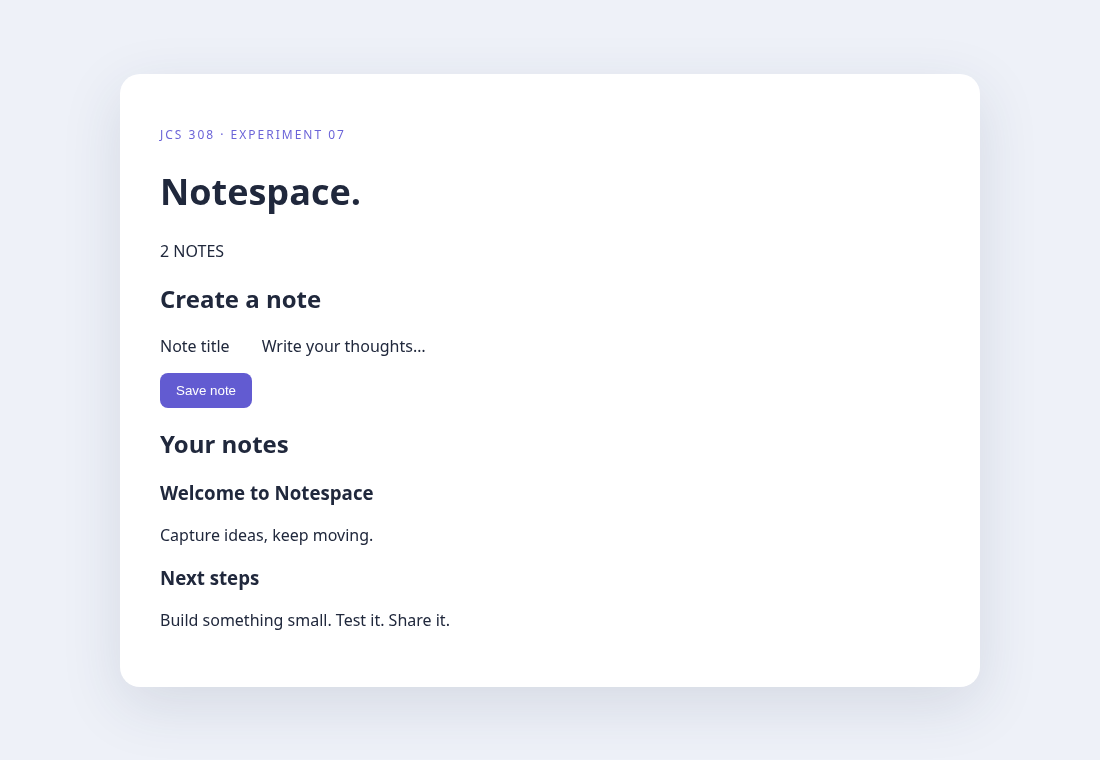 JCS 308 · EXPERIMENT 07
Notespace.
2 NOTES
Create a note
Note title Write your thoughts...
Save note
Your notes
Welcome to Notespace
Capture ideas, keep moving.
Next steps
Build something small. Test it. Share it.